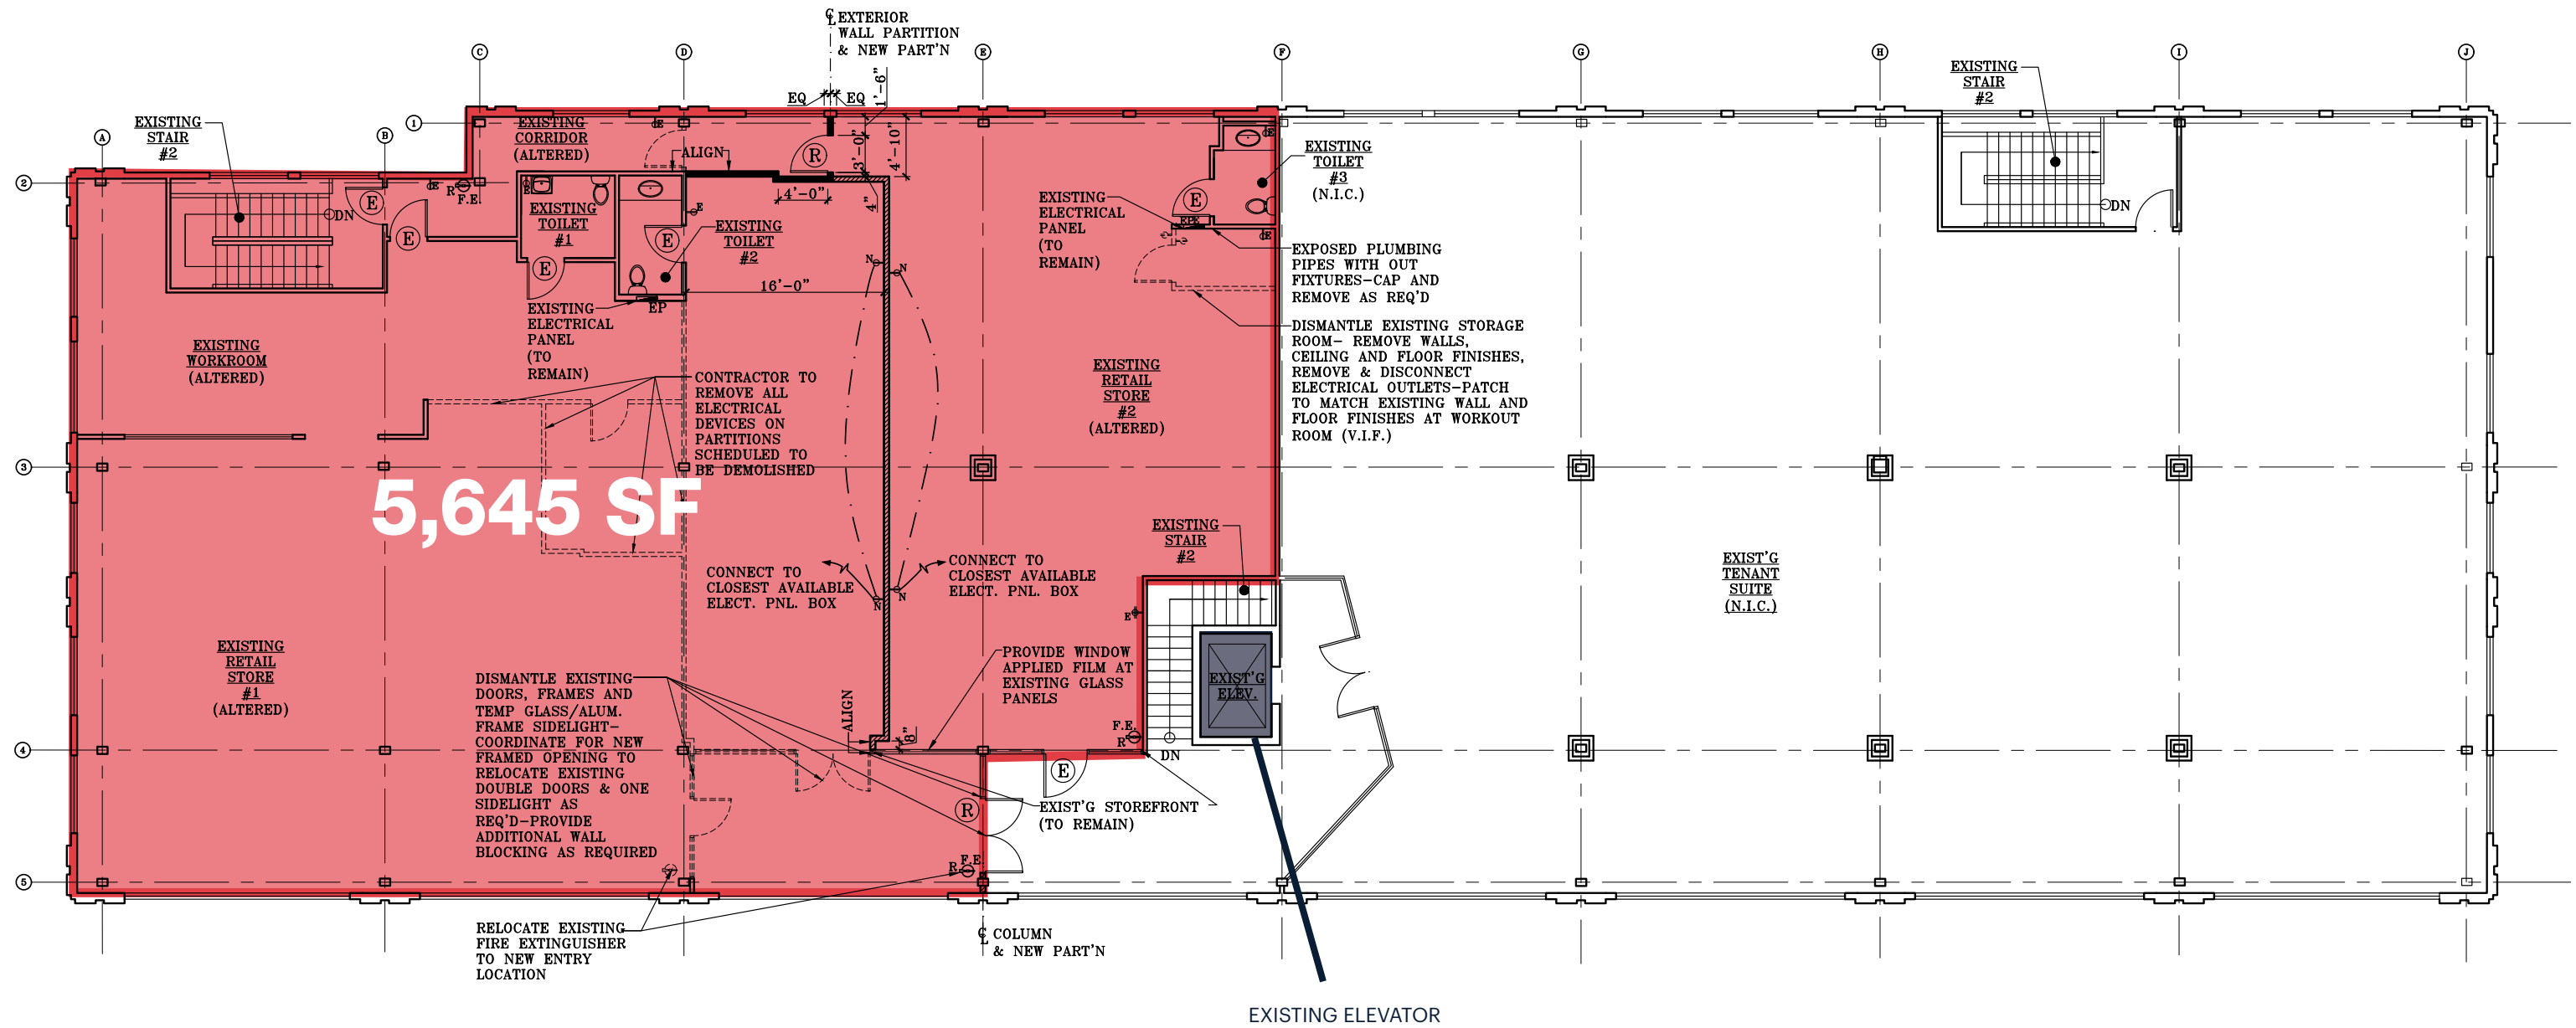 ℄ EXTERIOR
WALL PARTITION
& NEW PART'N
A
B
C
D
E
F
G
H
I
J
1
2
3
4
5
EXISTING
STAIR
#2
EXISTING
CORRIDOR
(ALTERED)
E
EQ
EQ
1'-6"
3'-0"
4'-10"
ALIGN
R
4'-0"
4"
EXISTING
STAIR
#2
DN
E
E
E
R
F.E.
E
EXISTING
TOILET
#1
E
E
E
EXISTING
TOILET
#2
16'-0"
EP
EXISTING
ELECTRICAL
PANEL
(TO
REMAIN)
N
N
EXISTING
ELECTRICAL
PANEL
(TO
REMAIN)
E
E
E
EXISTING
TOILET
#3
(N.I.C.)
DN
EXPOSED PLUMBING
PIPES WITH OUT
FIXTURES-CAP AND
REMOVE AS REQ'D
DISMANTLE EXISTING STORAGE
ROOM- REMOVE WALLS,
CEILING AND FLOOR FINISHES,
REMOVE & DISCONNECT
ELECTRICAL OUTLETS-PATCH
TO MATCH EXISTING WALL AND
FLOOR FINISHES AT WORKOUT
ROOM (V.I.F.)
EXISTING
WORKROOM
(ALTERED)
CONTRACTOR TO
REMOVE ALL
ELECTRICAL
DEVICES ON
PARTITIONS
SCHEDULED TO
BE DEMOLISHED
EXISTING
RETAIL
STORE
#2
(ALTERED)
5,645 SF
EXISTING
STAIR
#2
CONNECT TO
CLOSEST AVAILABLE
ELECT. PNL. BOX
N
N
CONNECT TO
CLOSEST AVAILABLE
ELECT. PNL. BOX
E
EXIST'G
TENANT
SUITE
(N.I.C.)
EXISTING
RETAIL
STORE
#1
(ALTERED)
DISMANTLE EXISTING
DOORS, FRAMES AND
TEMP GLASS/ALUM.
FRAME SIDELIGHT-
COORDINATE FOR NEW
FRAMED OPENING TO
RELOCATE EXISTING
DOUBLE DOORS & ONE
SIDELIGHT AS
REQ'D-PROVIDE
ADDITIONAL WALL
BLOCKING AS REQUIRED
PROVIDE WINDOW
APPLIED FILM AT
EXISTING GLASS
PANELS
ALIGN
8"
F.E.
R
DN
EXIST'G
ELEV.
E
R
EXIST'G STOREFRONT
(TO REMAIN)
F.E.
R
RELOCATE EXISTING
FIRE EXTINGUISHER
TO NEW ENTRY
LOCATION
℄ COLUMN
& NEW PART'N
EXISTING ELEVATOR